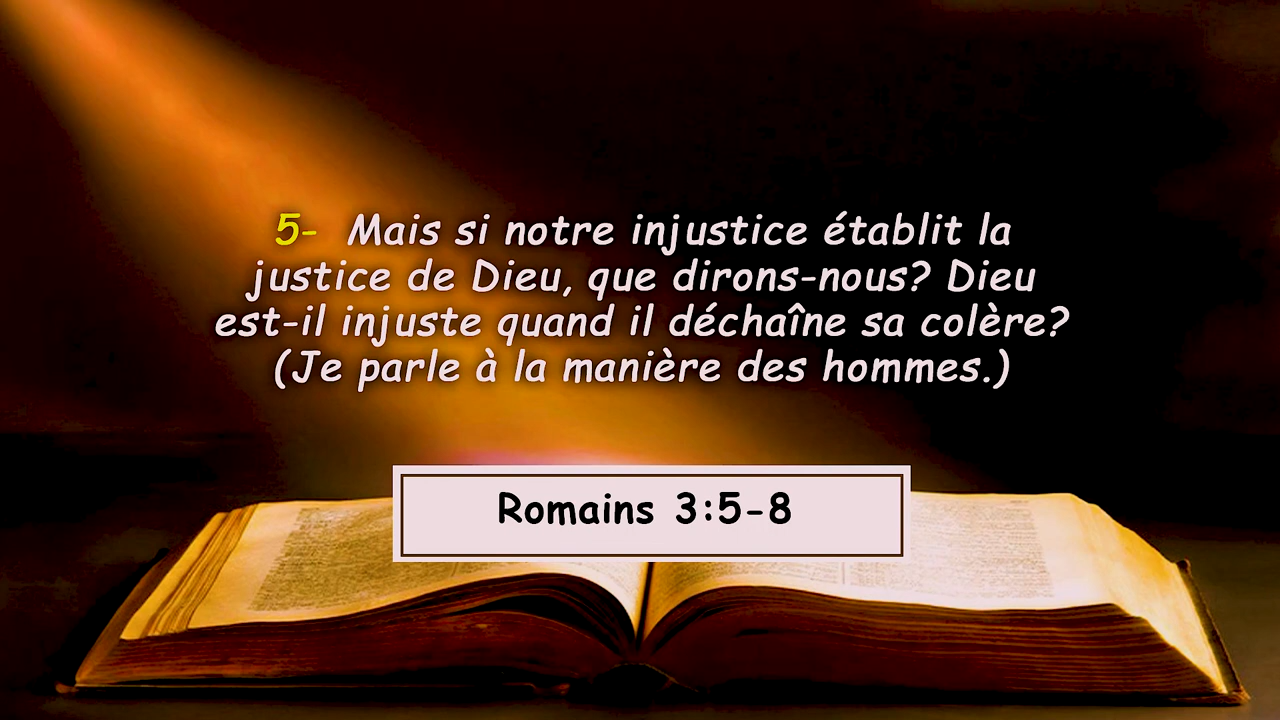 5- Mais si notre injustice établit la
justice de Dieu, que dirons-nous? Dieu
est-il injuste quand il déchaîne sa colère?
(Je parle à la manière des hommes.)
Romains 3:5-8